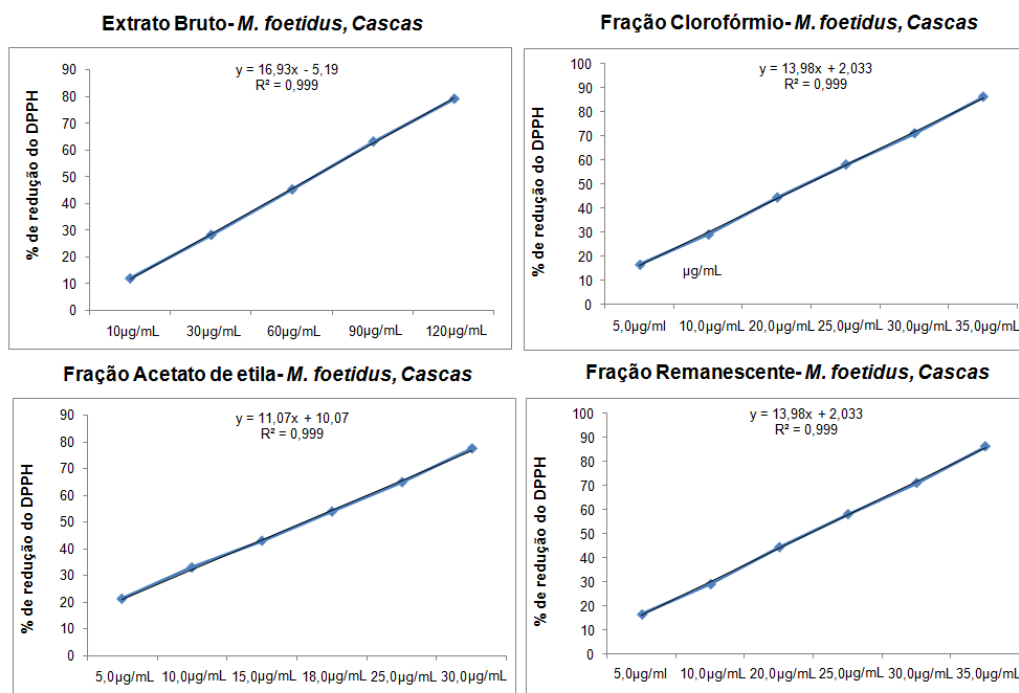 Extrato Bruto- M. foetidus, Cascas
y = 16,93x - 5,19
R² = 0,999
% de redução do DPPH
90
80
70
60
50
40
30
20
10
0
10µg/mL 30µg/mL 60µg/mL 90µg/mL 120µg/mL
Fração Clorofórmio- M. foetidus, Cascas
y = 13,98x + 2,033
R² = 0,999
% de redução do DPPH
100
90
80
70
60
50
40
30
20
10
0
µg/mL
5,0µg/ml 10,0µg/mL 20,0µg/mL 25,0µg/mL 30,0µg/mL 35,0µg/mL
Fração Acetato de etila- M. foetidus, Cascas
y = 11,07x + 10,07
R² = 0,999
% de redução do DPPH
90
80
70
60
50
40
30
20
10
0
5,0µg/mL 10,0µg/mL 15,0µg/mL 18,0µg/mL 25,0µg/mL 30,0µg/mL
Fração Remanescente- M. foetidus, Cascas
y = 13,98x + 2,033
R² = 0,999
% de redução do DPPH
100
90
80
70
60
50
40
30
20
10
0
5,0µg/ml 10,0µg/mL 20,0µg/mL 25,0µg/mL 30,0µg/mL 35,0µg/mL